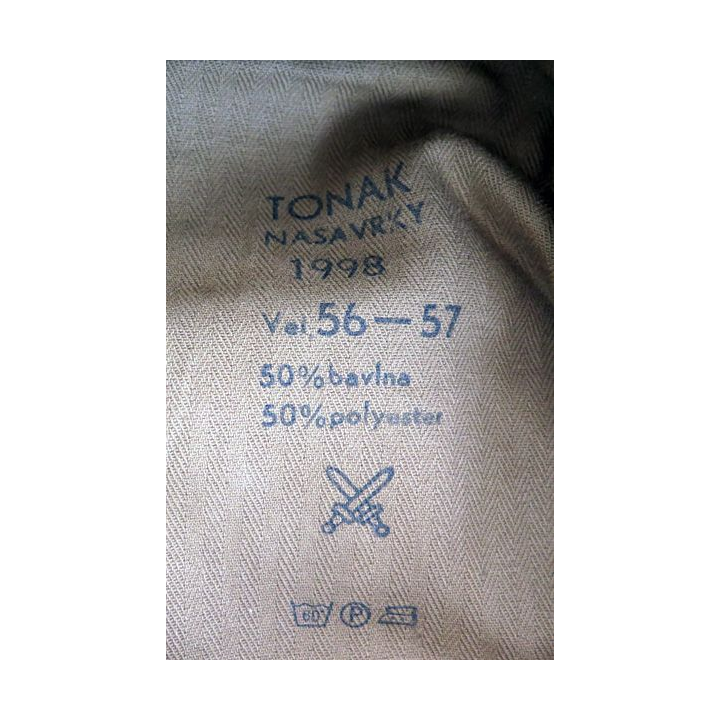 TONAK
NASAVRKY
1998
Vel. 56—57
50% bavlna
50% polyester
60 P